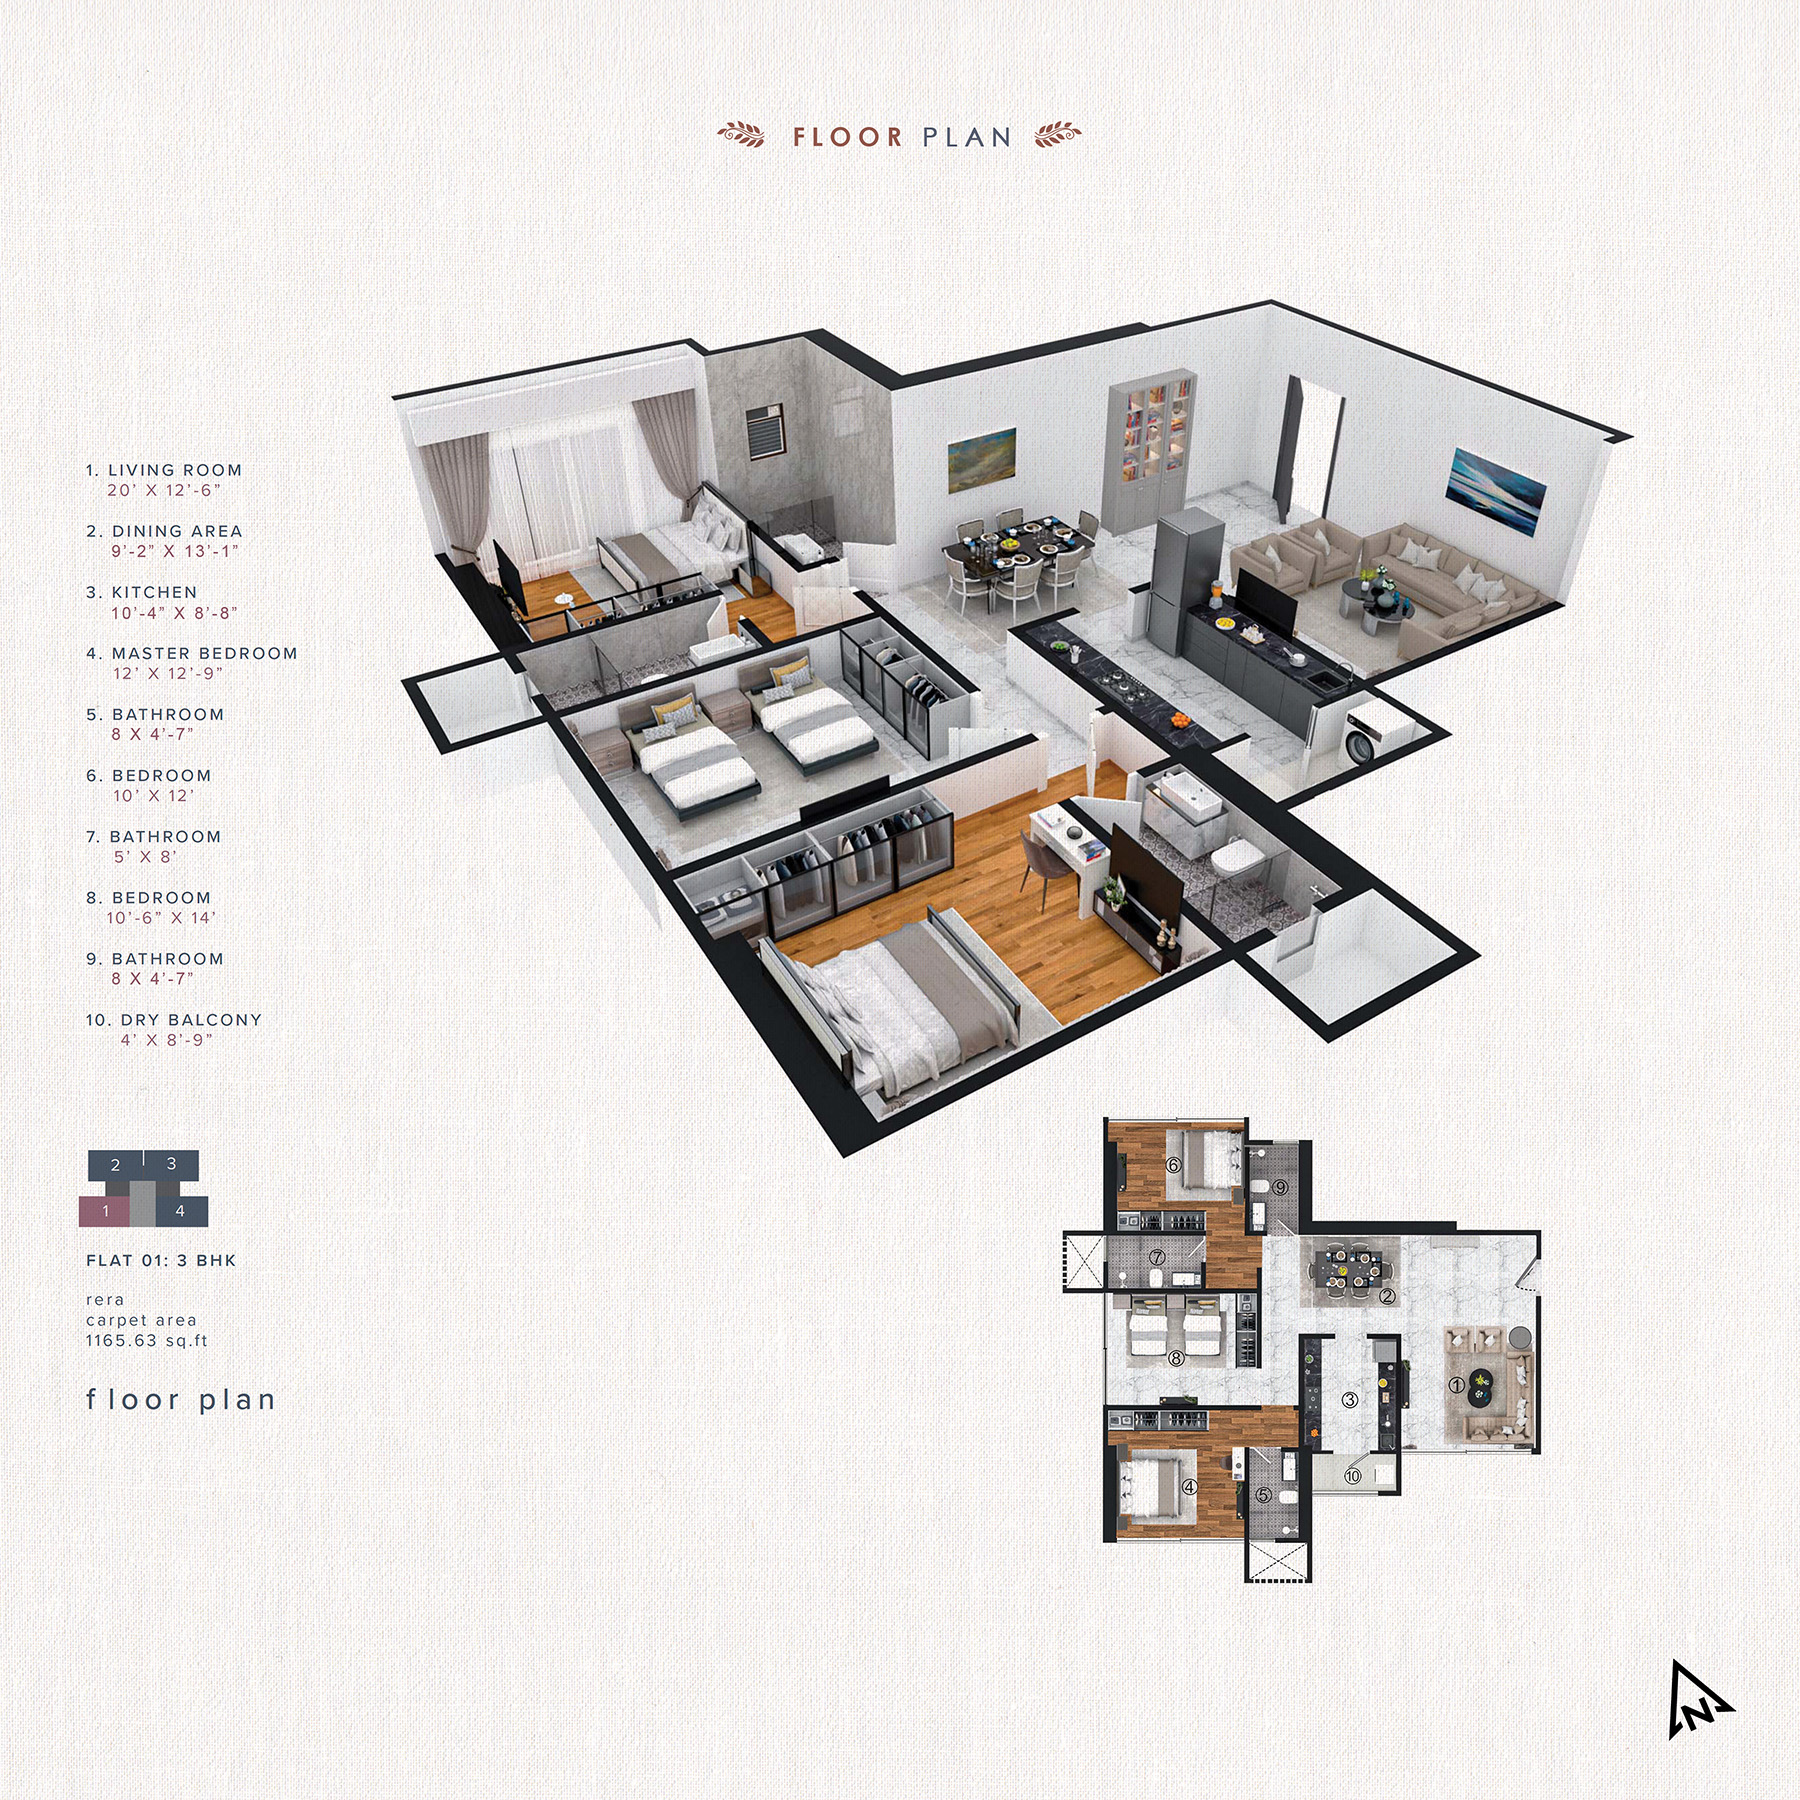 FLOOR PLAN
1. LIVING ROOM
20' X 12'-6"
2. DINING AREA
9'-2" X 13'-1"
3. KITCHEN
10'-4" X 8'-8"
4. MASTER BEDROOM
12' X 12'-9"
5. BATHROOM
8 X 4'-7"
6. BEDROOM
10' X 12'
7. BATHROOM
5' X 8'
8. BEDROOM
10'-6" X 14'
9. BATHROOM
8 X 4'-7"
10. DRY BALCONY
4' X 8'-9"
2 3
1 4
FLAT 01: 3 BHK
rera
carpet area
1165.63 sq.ft
floor plan
6
9
7
2
8
1
3
10
4
5
N